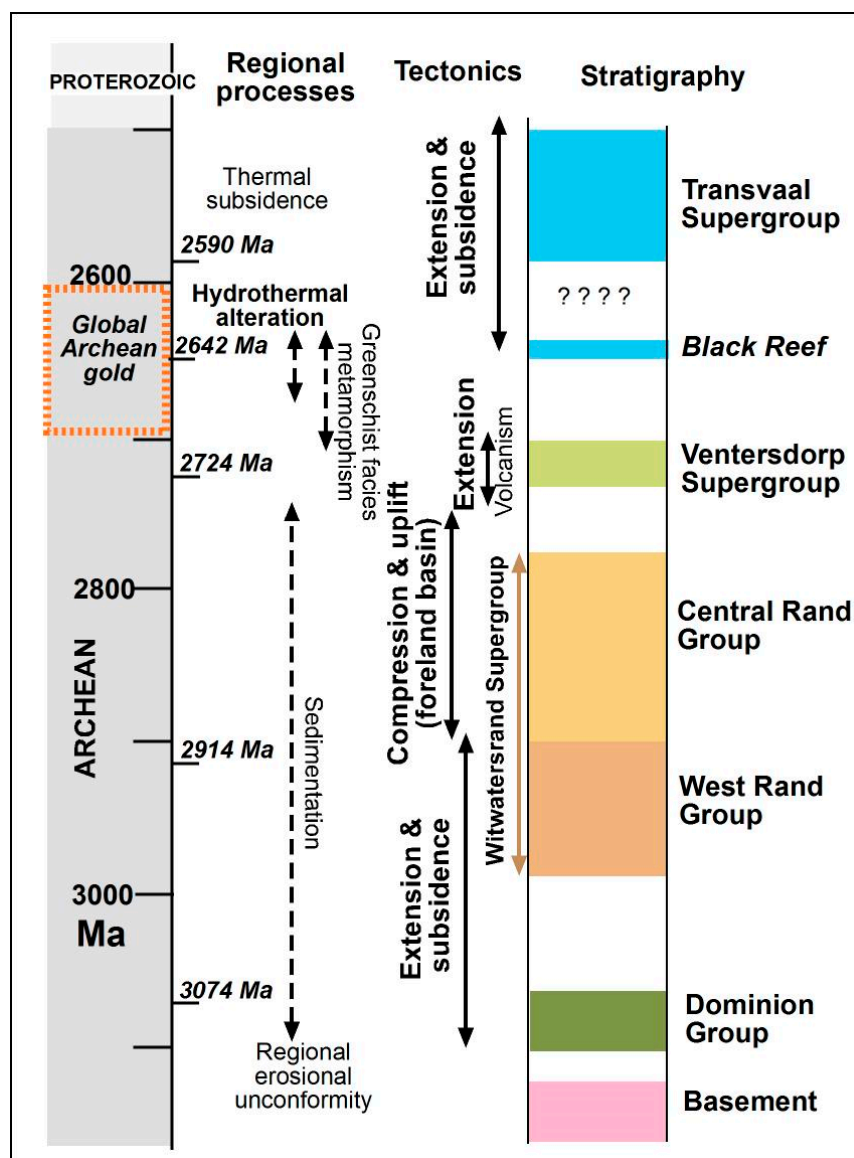 PROTEROZOIC
Regional
processes
Tectonics
Stratigraphy
Thermal
subsidence
2590 Ma
2600
Hydrothermal
alteration
Global
Archean
gold
2642 Ma
2724 Ma
2800
ARCHEAN
2914 Ma
3000
Ma
3074 Ma
Greenschist facies
metamorphism
Sedimentation
Regional
erosional
unconformity
Extension &
subsidence
Extension
Volcanism
Compression & uplift
(foreland basin)
Extension &
subsidence
Witwatersrand Supergroup
Transvaal
Supergroup
? ? ? ?
Black Reef
Ventersdorp
Supergroup
Central Rand
Group
West Rand
Group
Dominion
Group
Basement